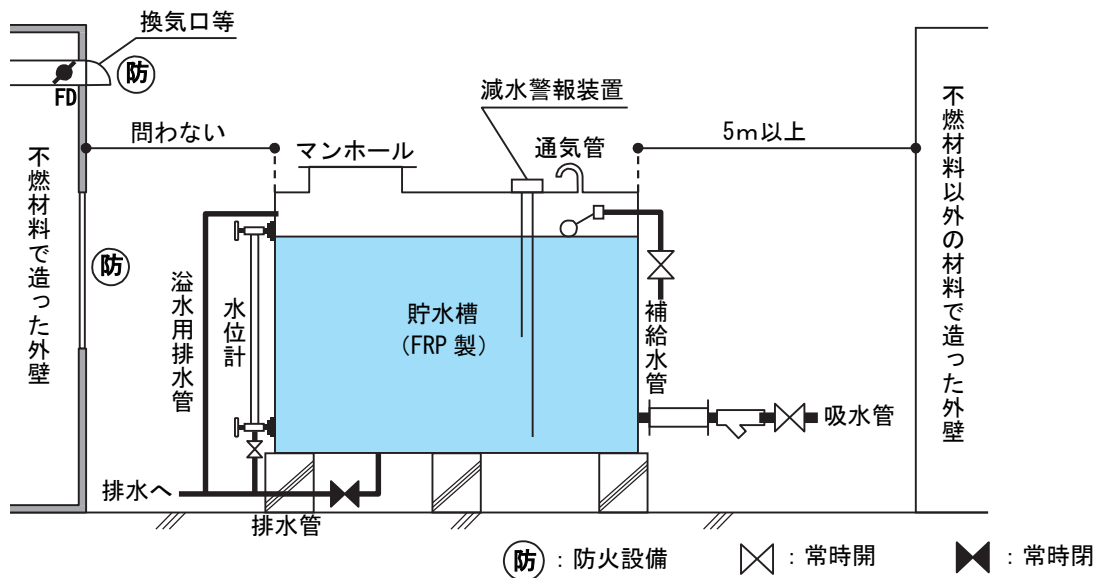 換気口等
防
FD
減水警報装置
問わない
マンホール
通気管
5m以上
不燃材料で造った外壁
不燃材料以外の材料で造った外壁
防
溢水用排水管
水位計
貯水槽
(FRP 製)
補給水管
吸水管
排水へ
排水管
防 : 防火設備
: 常時開
: 常時閉